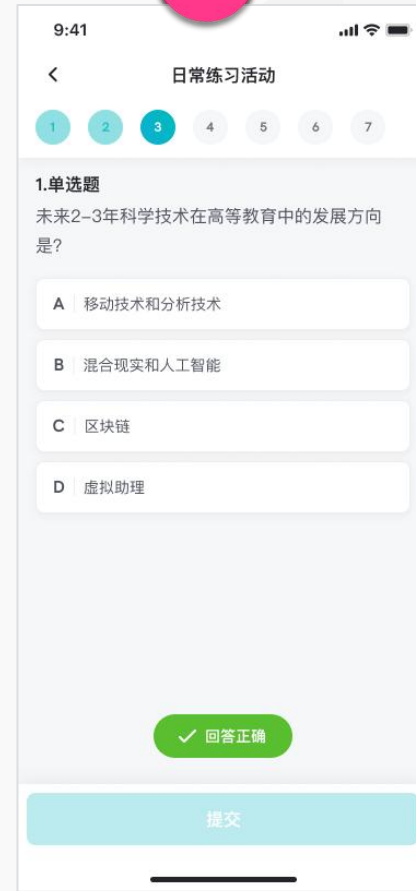 9:41
日常练习活动
1 2 3 4 5 6 7
1.单选题
未来2-3年科学技术在高等教育中的发展方向
是?
A 移动技术和分析技术
B 混合现实和人工智能
C 区块链
D 虚拟助理
回答正确
提交